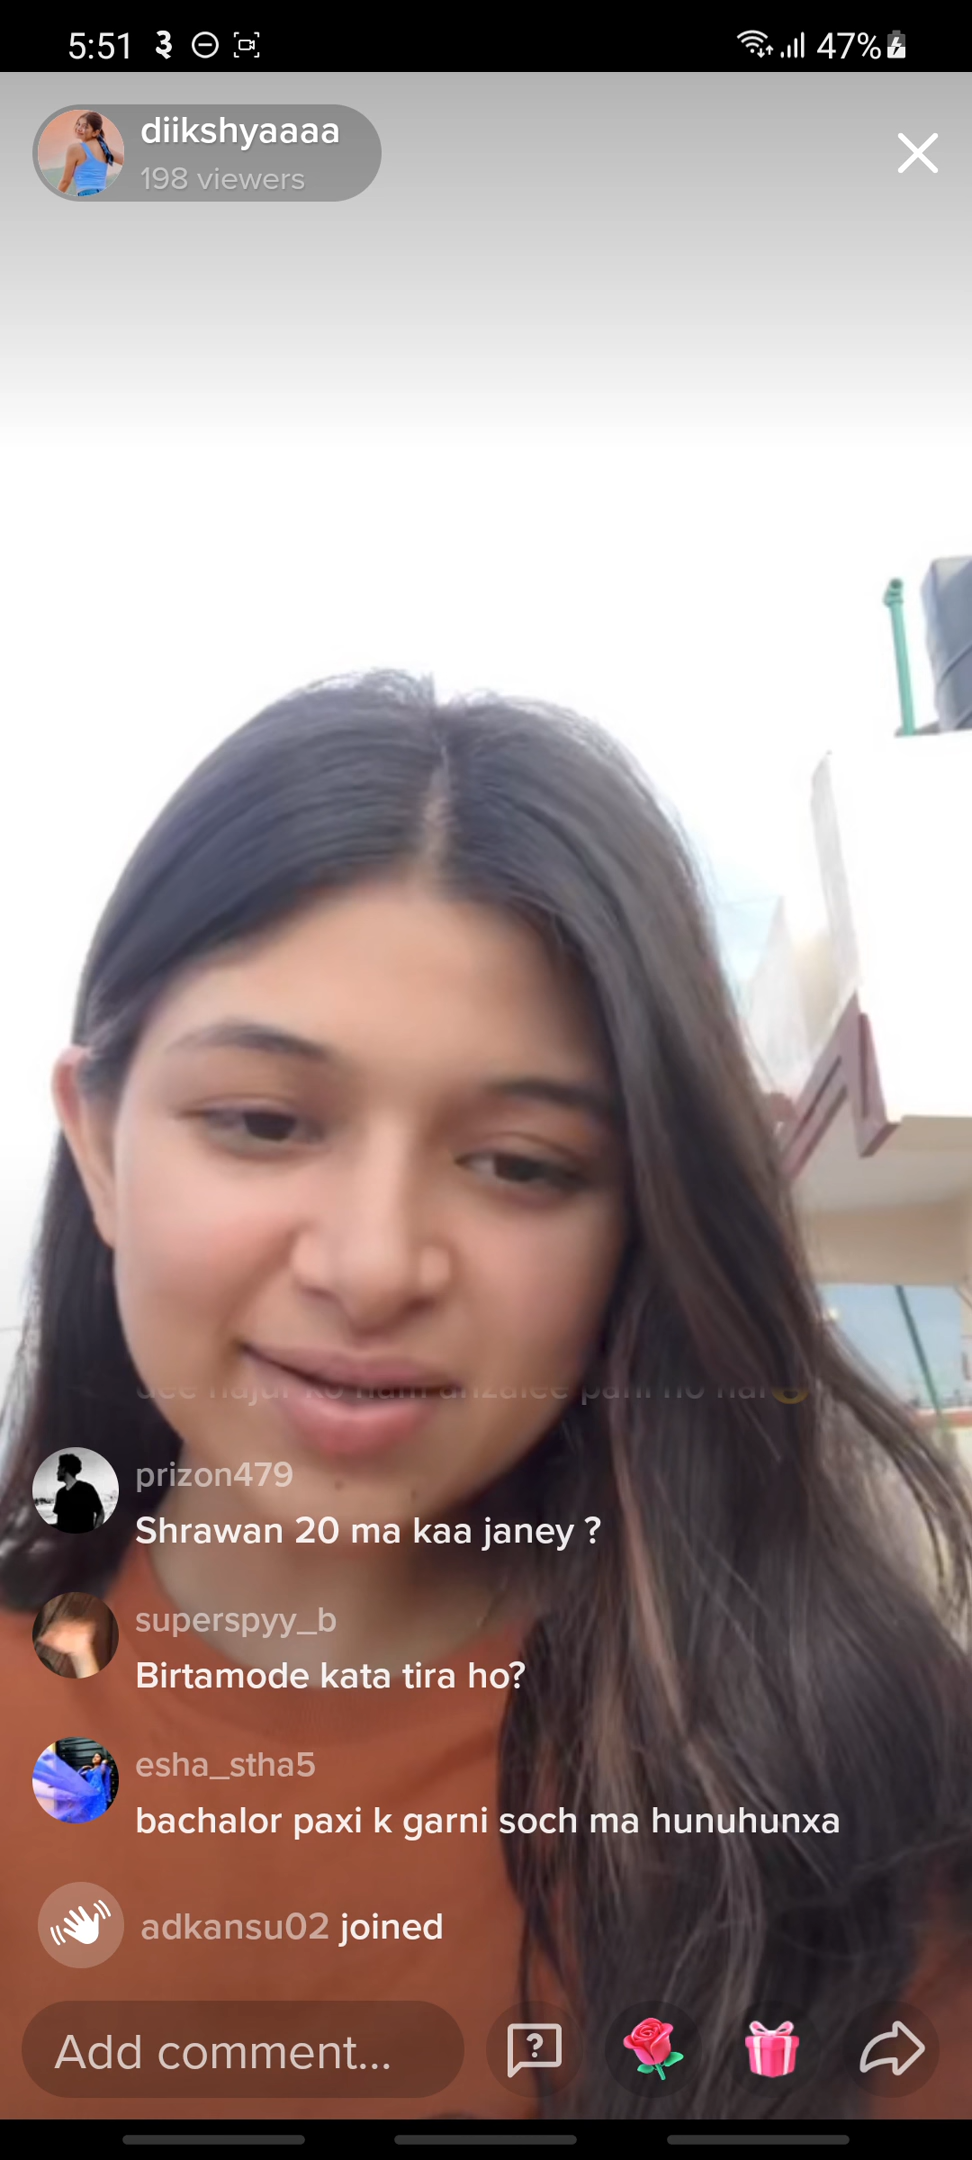 5:51
47%
diikshyaaaa
198 viewers
prizon479
Shrawan 20 ma kaa janey ?
superspyy_b
Birtamode kata tira ho?
esha_stha5
bachalor paxi k garni soch ma hunuhunxa
adkansu02 joined
Add comment...